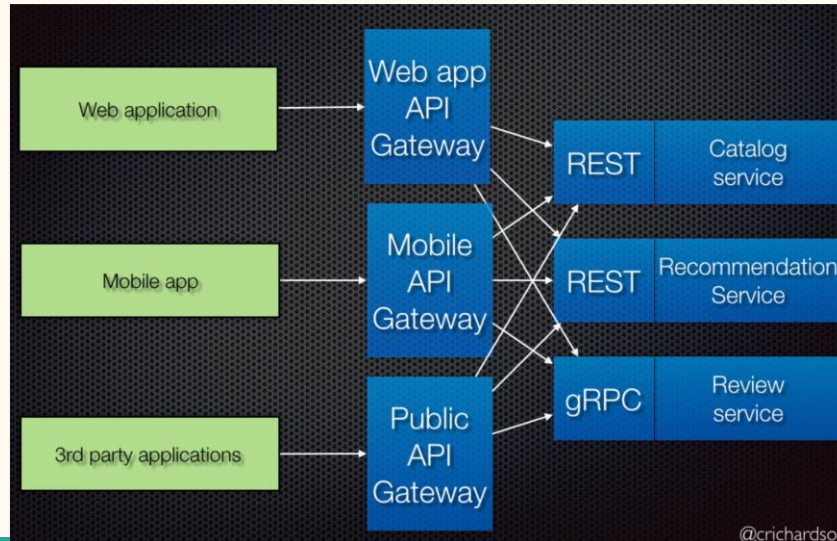 Web application
Web app
API
Gateway
REST
Catalog
service
Mobile app
Mobile
API
Gateway
REST
Recommendation
Service
3rd party applications
Public
API
Gateway
gRPC
Review
service
@crichardso